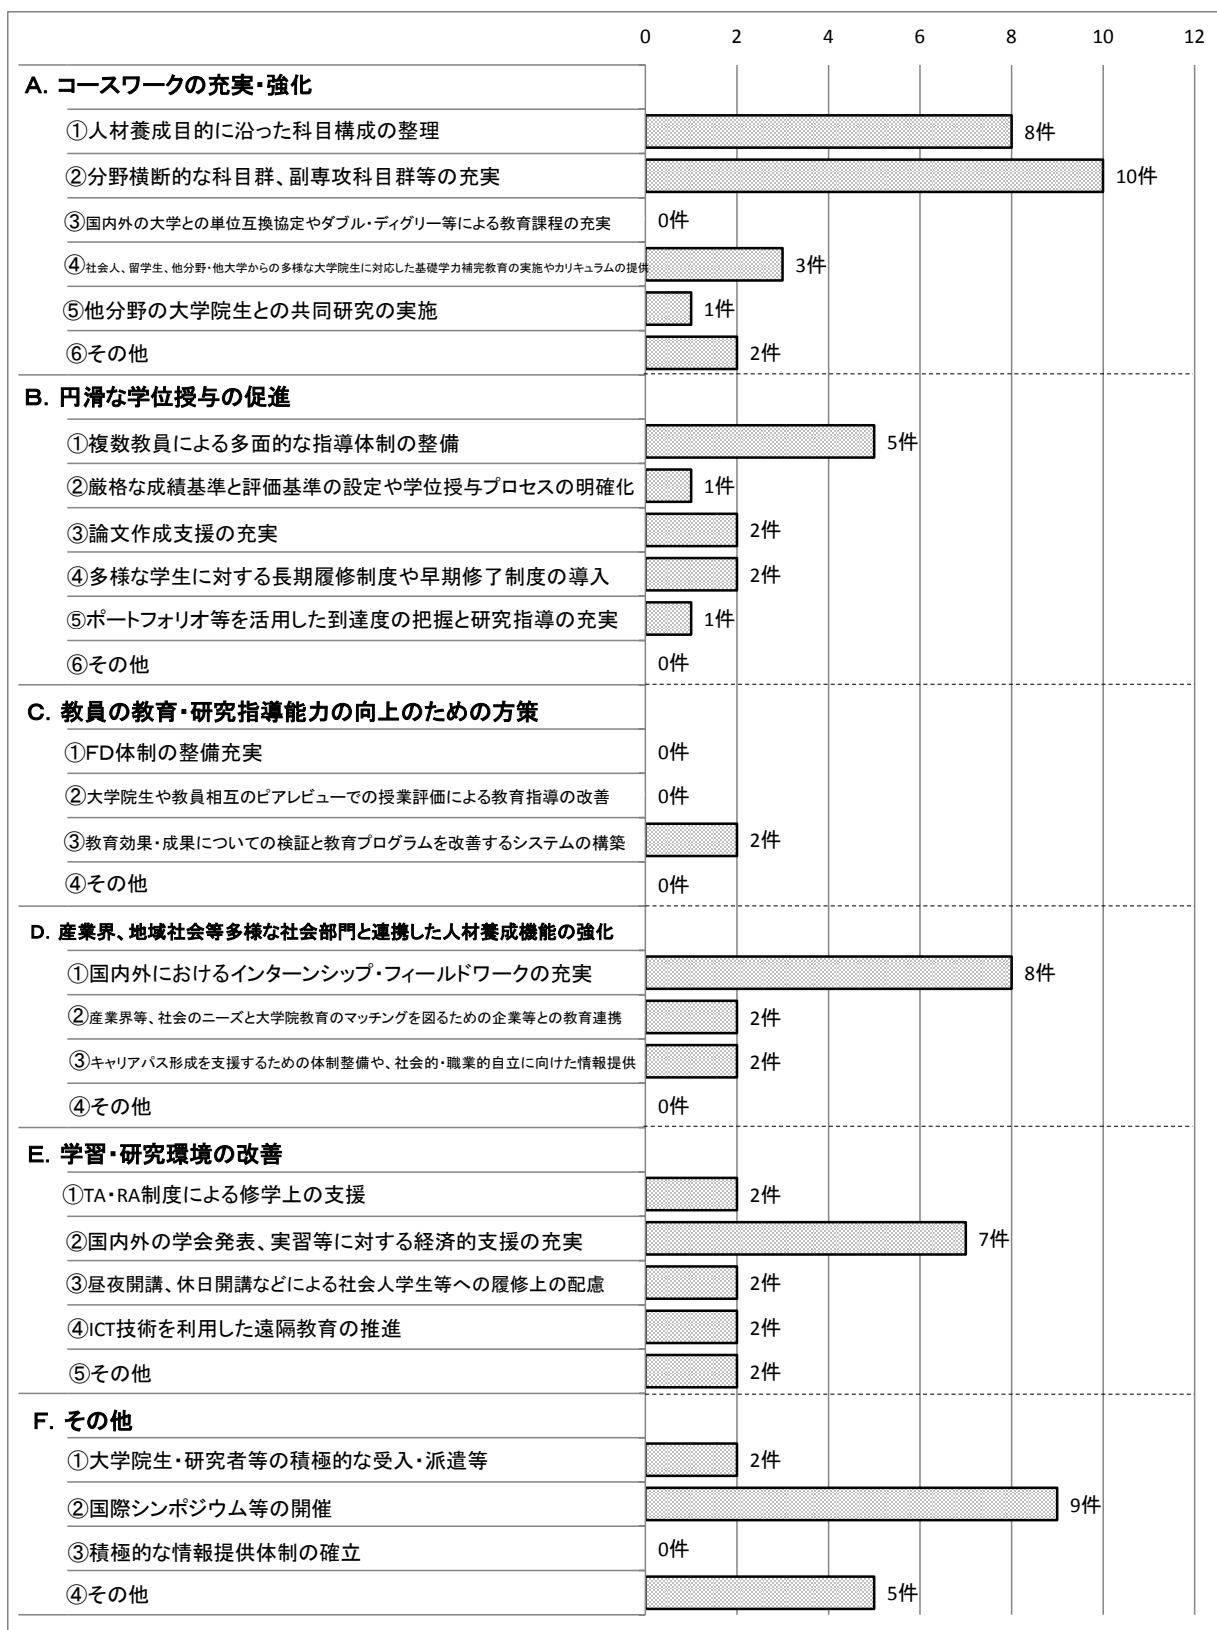 0 2 4 6 8 10 12
A. コースワークの充実・強化
①人材養成目的に沿った科目構成の整理 8件
②分野横断的な科目群、副専攻科目群等の充実 10件
③国内外の大学との単位互換協定やダブル・ディグリー等による教育課程の充実 0件
④社会人、留学生、他分野・他大学からの多様な大学院生に対応した基礎学力補完教育の実施やカリキュラムの提供 3件
⑤他分野の大学院生との共同研究の実施 1件
⑥その他 2件
B. 円滑な学位授与の促進
①複数教員による多面的な指導体制の整備 5件
②厳格な成績基準と評価基準の設定や学位授与プロセスの明確化 1件
③論文作成支援の充実 2件
④多様な学生に対する長期履修制度や早期修了制度の導入 2件
⑤ポートフォリオ等を活用した到達度の把握と研究指導の充実 1件
⑥その他 0件
C. 教員の教育・研究指導能力の向上のための方策
①FD体制の整備充実 0件
②大学院生や教員相互のピアレビューでの授業評価による教育指導の改善 0件
③教育効果・成果についての検証と教育プログラムを改善するシステムの構築 2件
④その他 0件
D. 産業界、地域社会等多様な社会部門と連携した人材養成機能の強化
①国内外におけるインターンシップ・フィールドワークの充実 8件
②産業界等、社会のニーズと大学院教育のマッチングを図るための企業等との教育連携 2件
③キャリアパス形成を支援するための体制整備や、社会的・職業的自立に向けた情報提供 2件
④その他 0件
E. 学習・研究環境の改善
①TA・RA制度による修学上の支援 2件
②国内外の学会発表、実習等に対する経済的支援の充実 7件
③昼夜開講、休日開講などによる社会人学生等への履修上の配慮 2件
④ICT技術を利用した遠隔教育の推進 2件
⑤その他 2件
F. その他
①大学院生・研究者等の積極的な受入・派遣等 2件
②国際シンポジウム等の開催 9件
③積極的な情報提供体制の確立 0件
④その他 5件